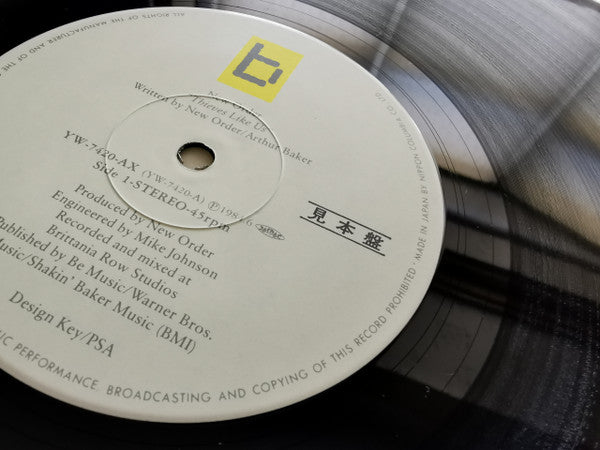 New Order
Thieves Like Us
Written by New Order/Arthur Baker
YW-7420-AX (YW-7420-A) Ⓟ1984.6
Side 1-STEREO-45rpm
見本盤
Produced by New Order
Engineered by Mike Johnson
Recorded and mixed at
Brittania Row Studios
Published by Be Music/Warner Bros.
Music/Shakin' Baker Music (BMI)
Design Key/PSA
ALL RIGHTS OF THE MANUFACTURER AND OF THE
PERFORMANCE, BROADCASTING AND COPYING OF THIS RECORD PROHIBITED · MADE IN JAPAN BY NIPPON COLUMBIA CO. LTD